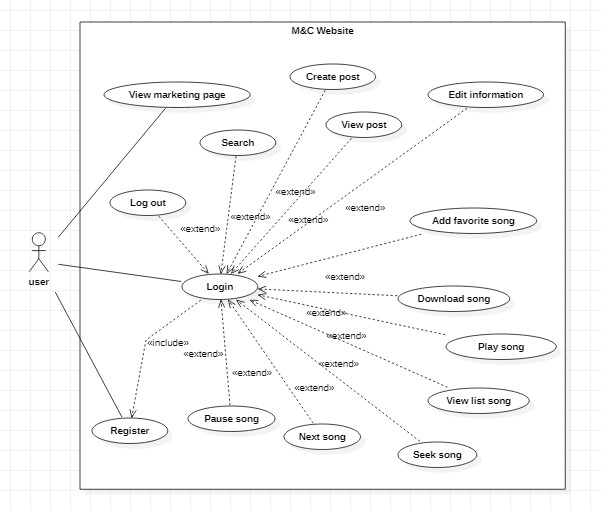 M&C Website
Create post
View marketing page
Edit information
View post
Search
«extend»
Log out
«extend»
«extend»
«extend»
«extend»
Add favorite song
user
«extend»
Login
Download song
«extend»
«extend»
«include»
«extend»
Play song
«extend»
«extend»
«extend»
View list song
Pause song
Register
Next song
Seek song